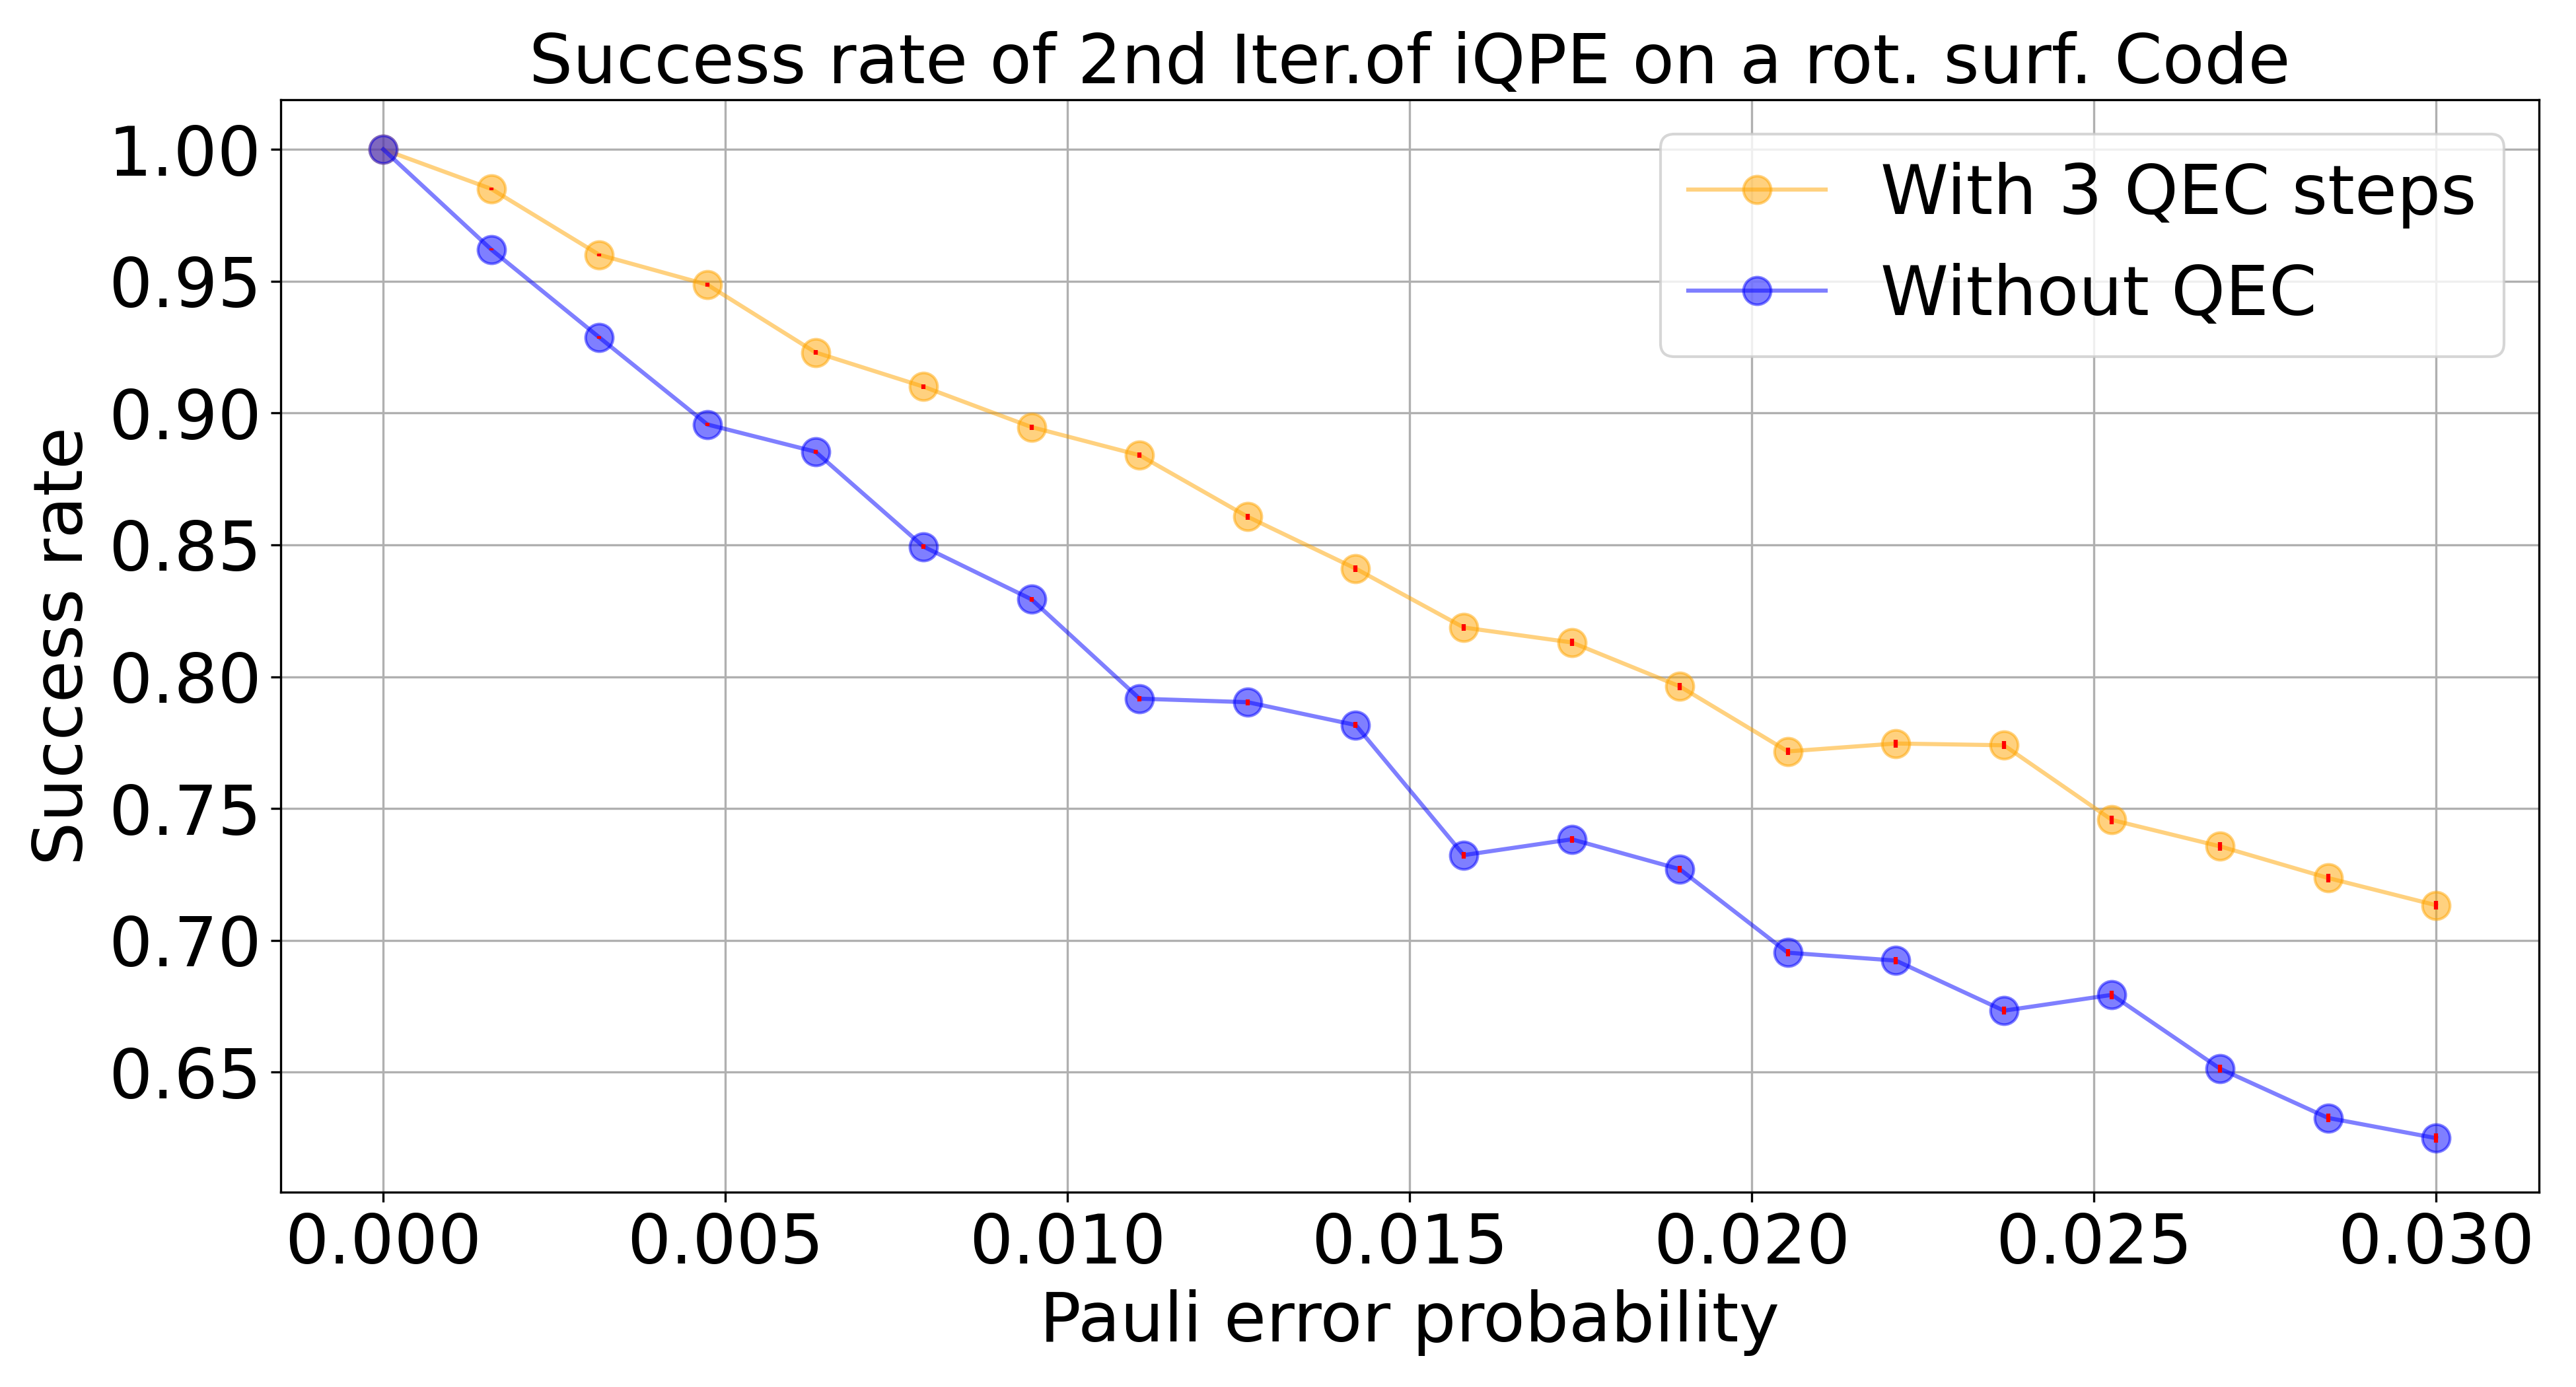 Success rate of 2nd Iter.of iQPE on a rot. surf. Code
With 3 QEC steps
Without QEC
Success rate
1.00
0.95
0.90
0.85
0.80
0.75
0.70
0.65
0.000 0.005 0.010 0.015 0.020 0.025 0.030
Pauli error probability